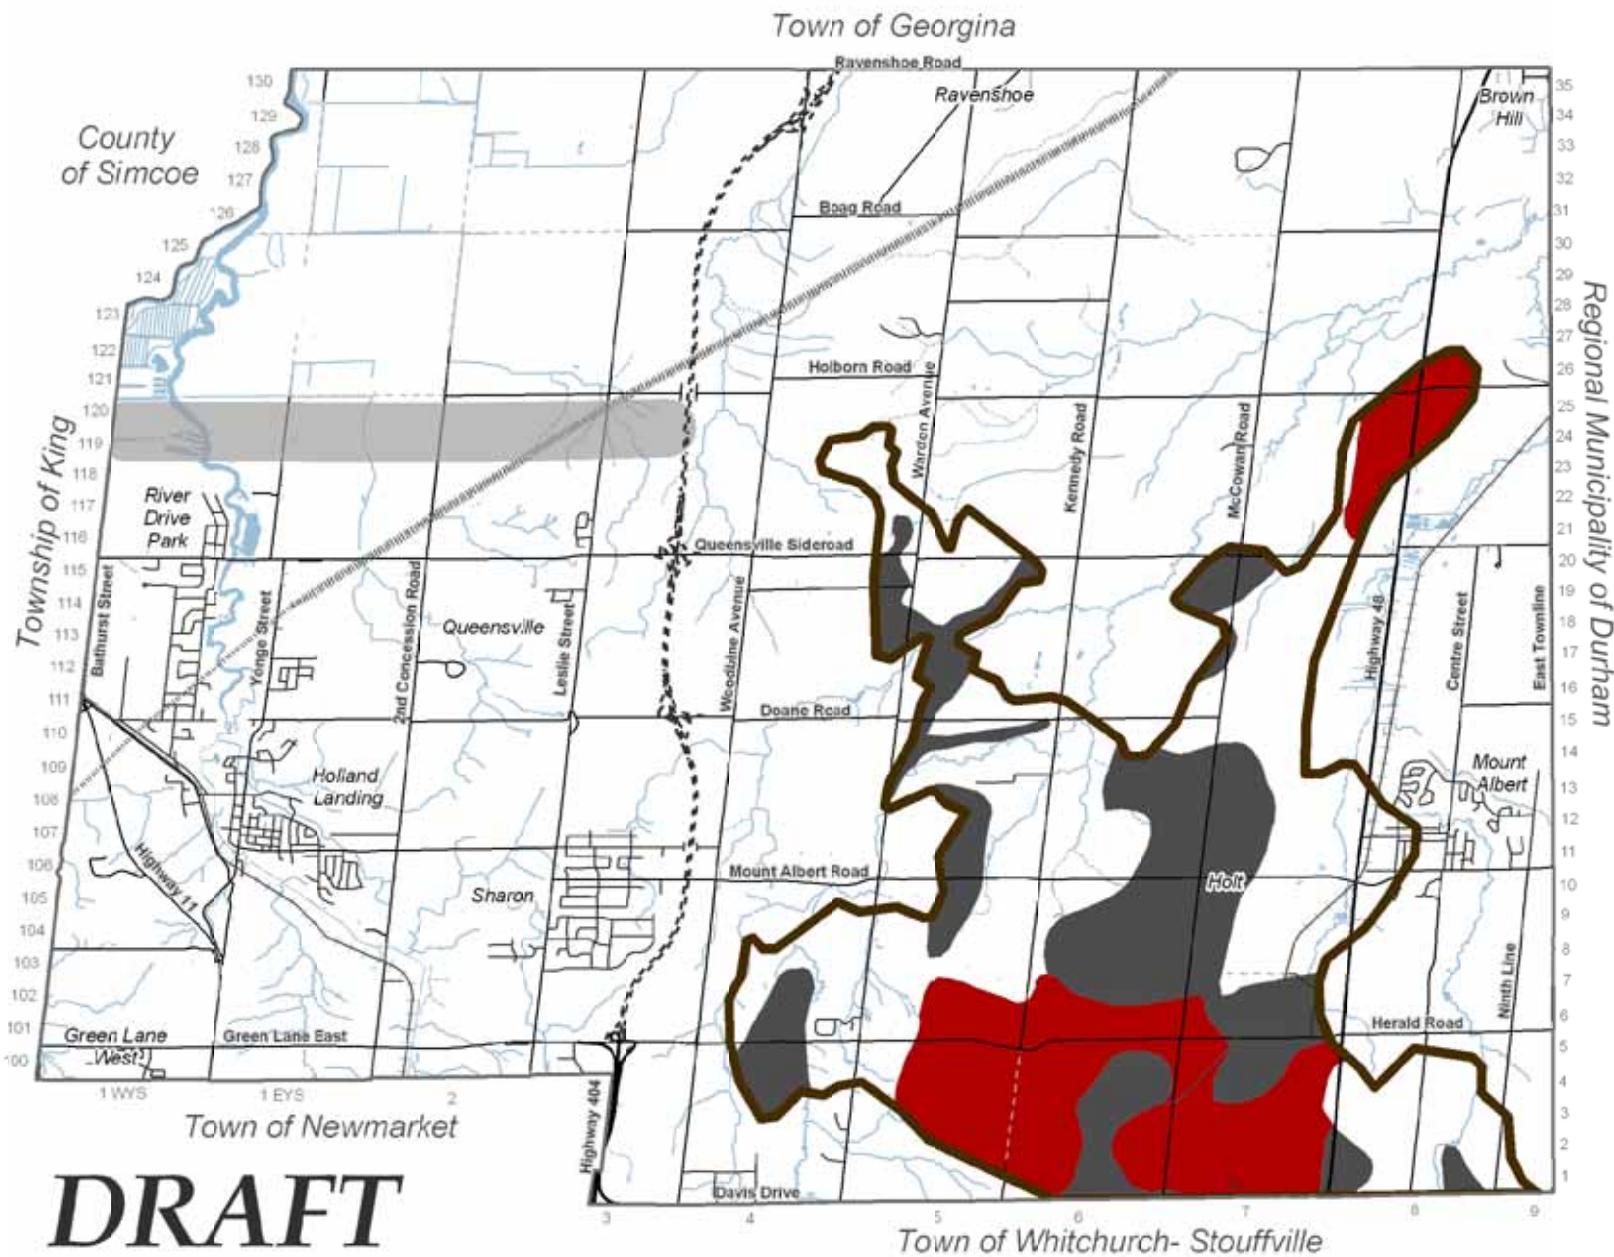 Town of Georgina
Ravenshoe Road
Ravenshoe
Brown
Hill
County
of Simcoe
130
129
128
127
126
125
124
123
122
121
120
119
118
117
116
115
114
113
112
111
110
109
108
107
106
105
104
103
102
101
100
35
34
33
32
31
30
29
28
27
26
25
24
23
22
21
20
19
18
17
16
15
14
13
12
11
10
9
8
7
6
5
4
3
2
1
Boag Road
Holborn Road
Warden Avenue
Kennedy Road
McCowan Road
Regional Municipality of Durham
Township of King
River
Drive
Park
Queensville Sideroad
Bathurst Street
Yonge Street
2nd Concession Road
Queensville
Leslie Street
Woodbine Avenue
Highway 48
Centre Street
East Townline
Doane Road
Holland
Landing
Mount
Albert
Highway 11
Sharon
Mount Albert Road
Holt
Ninth Line
Herald Road
Green Lane
West
Green Lane East
1 WYS
1 EYS
2
Town of Newmarket
Highway 404
Davis Drive
3
4
5
6
7
8
9
Town of Whitchurch- Stouffville
DRAFT